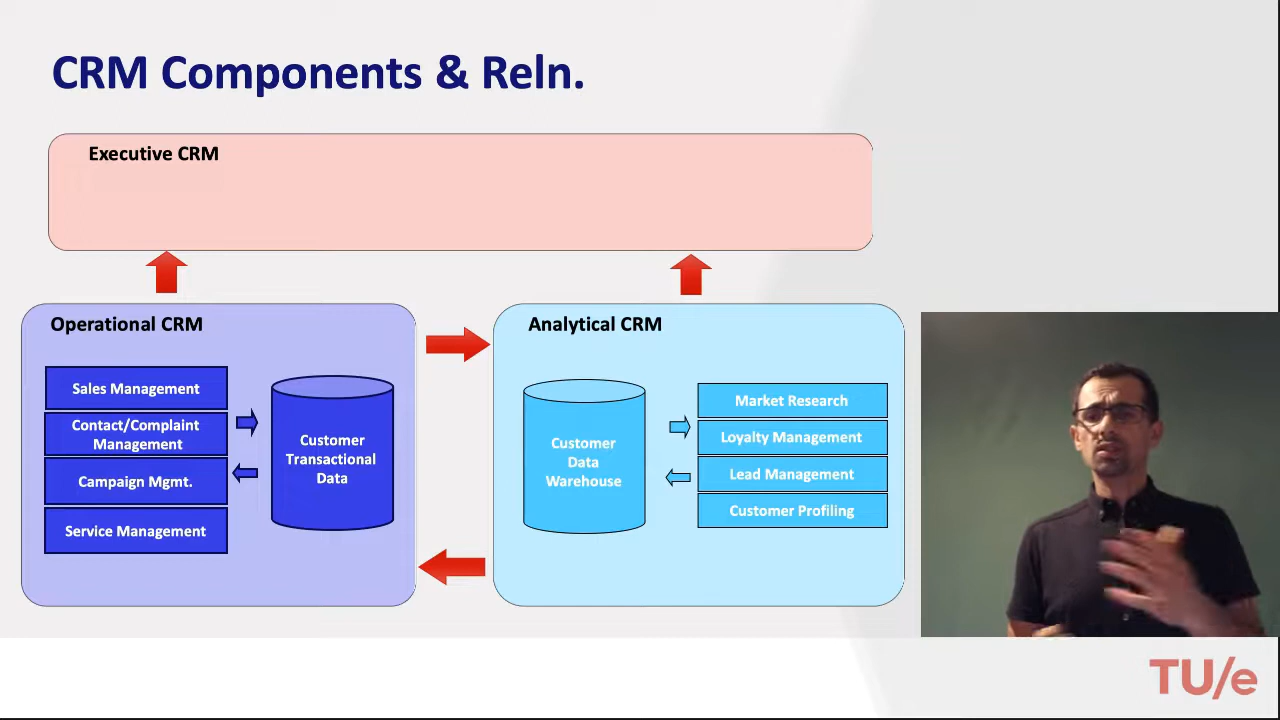 CRM Components & Reln.
Executive CRM
Operational CRM
Sales Management
Contact/Complaint
Management
Campaign Mgmt.
Service Management
Customer
Transactional
Data
Analytical CRM
Customer
Data
Warehouse
Market Research
Loyalty Management
Lead Management
Customer Profiling
TU/e